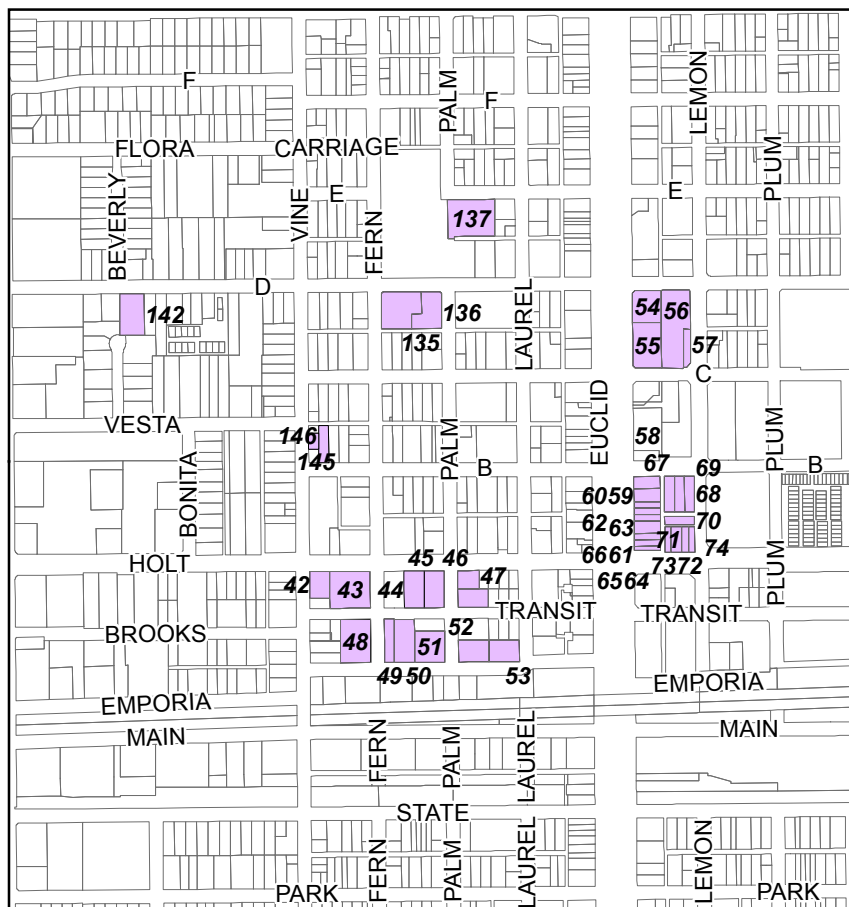 F
PALM
F
LEMON
FLORA
CARRIAGE
PLUM
BEVERLY
VINE
E
FERN
137
E
D
142
136
135
LAUREL
54
56
55
57
C
VESTA
146
145
BONITA
PALM
B
EUCLID
58
67
69
PLUM
B
60
59
68
62
63
70
71
66
61
74
73
72
65
64
HOLT
42
43
44
45
46
47
TRANSIT
TRANSIT
PLUM
BROOKS
48
52
51
49
50
53
EMPORIA
EMPORIA
MAIN
MAIN
FERN
PALM
LAUREL
STATE
FERN
PALM
LAUREL
LEMON
PARK
PARK